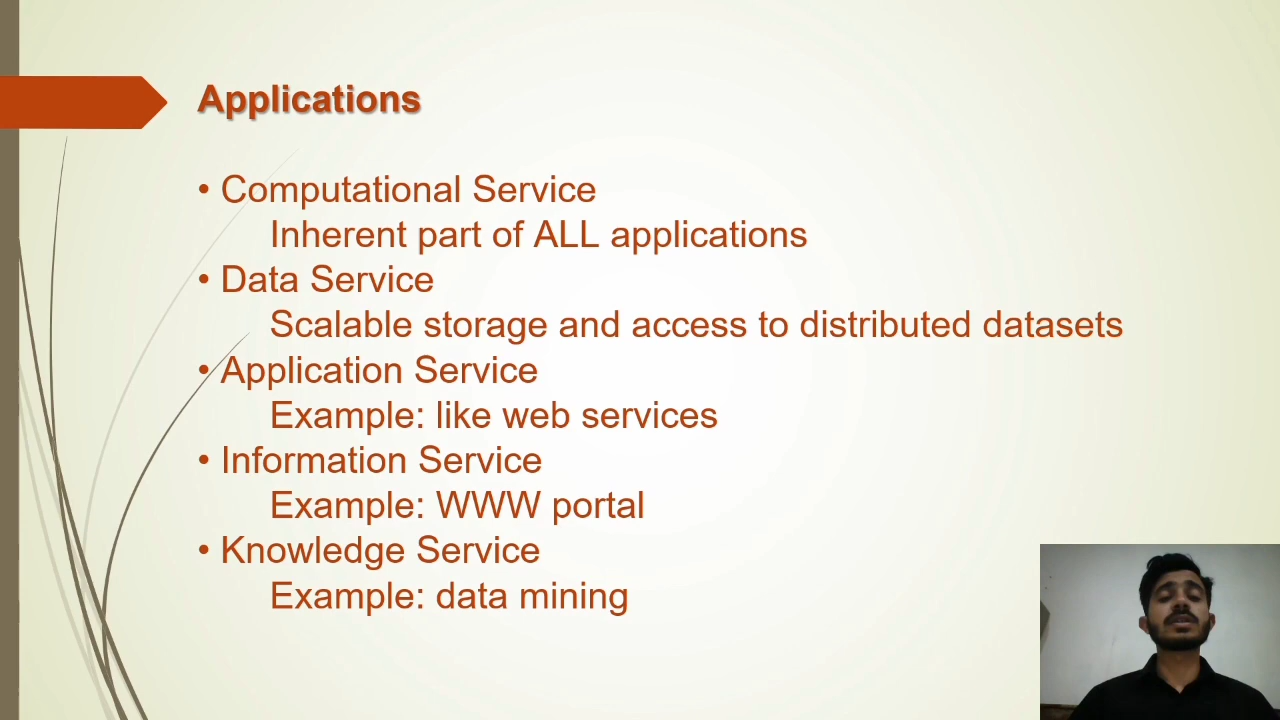 Applications
• Computational Service
Inherent part of ALL applications
• Data Service
Scalable storage and access to distributed datasets
• Application Service
Example: like web services
• Information Service
Example: WWW portal
• Knowledge Service
Example: data mining